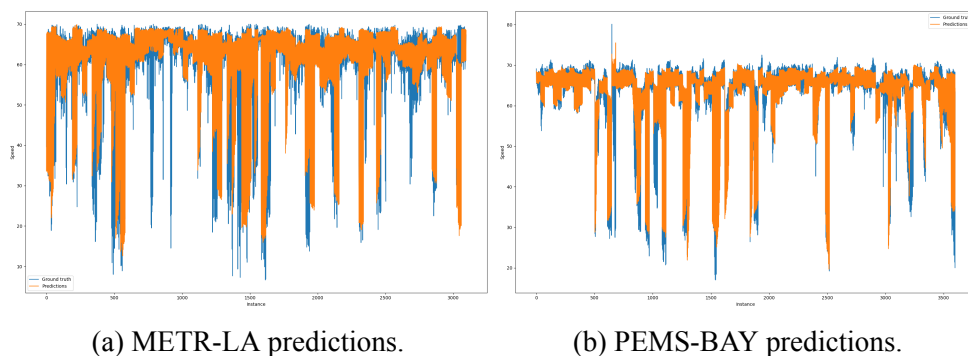 70
60
50
40
30
20
10
Speed
0
500
1000
1500
2000
2500
3000
Instance
Ground truth
Predictions
80
70
60
50
40
30
20
Speed
0
500
1000
1500
2000
2500
3000
3500
Instance
Ground truth
Predictions
(a) METR-LA predictions.
(b) PEMS-BAY predictions.